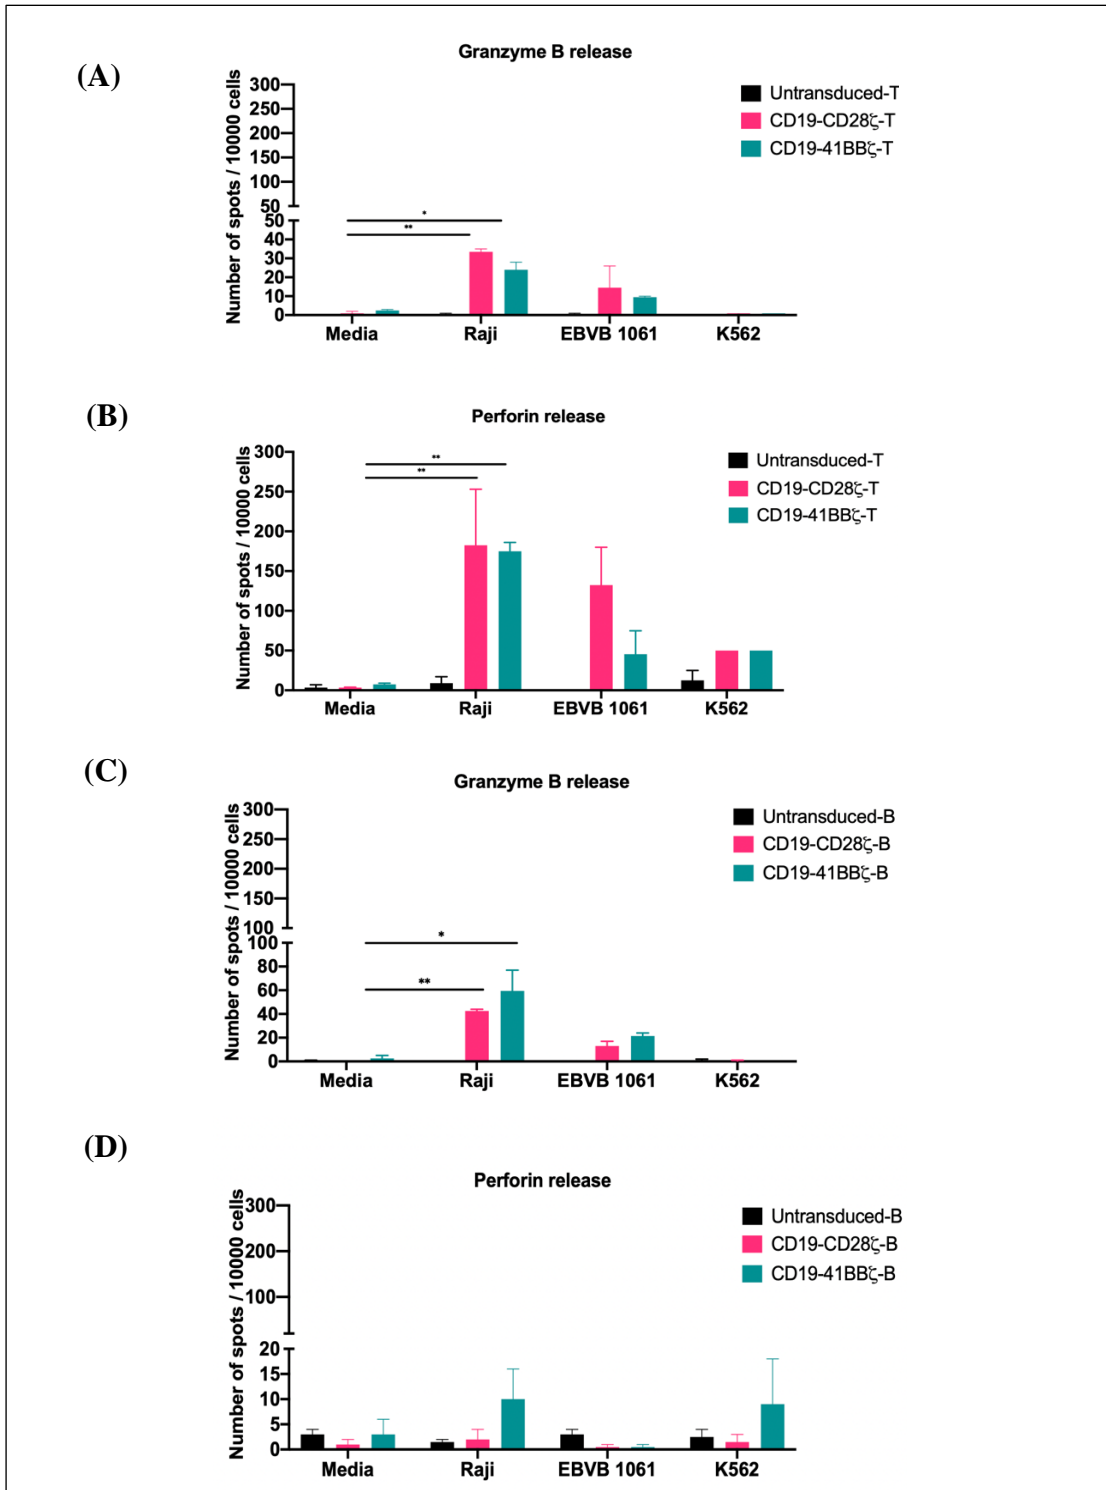 (A)
Granzyme B release
Number of spots / 10000 cells
300
250
200
150
100
50
50
40
30
20
10
0
*
**
Media
Raji
EBVB 1061
K562
Untransduced-T
CD19-CD28ζ-T
CD19-41BBζ-T
(B)
Perforin release
Number of spots / 10000 cells
300
250
200
150
100
50
0
**
**
Media
Raji
EBVB 1061
K562
Untransduced-T
CD19-CD28ζ-T
CD19-41BBζ-T
(C)
Granzyme B release
Number of spots / 10000 cells
300
250
200
150
100
100
80
60
40
20
0
*
**
Media
Raji
EBVB 1061
K562
Untransduced-B
CD19-CD28ζ-B
CD19-41BBζ-B
(D)
Perforin release
Number of spots / 10000 cells
300
200
100
20
15
10
5
0
Media
Raji
EBVB 1061
K562
Untransduced-B
CD19-CD28ζ-B
CD19-41BBζ-B